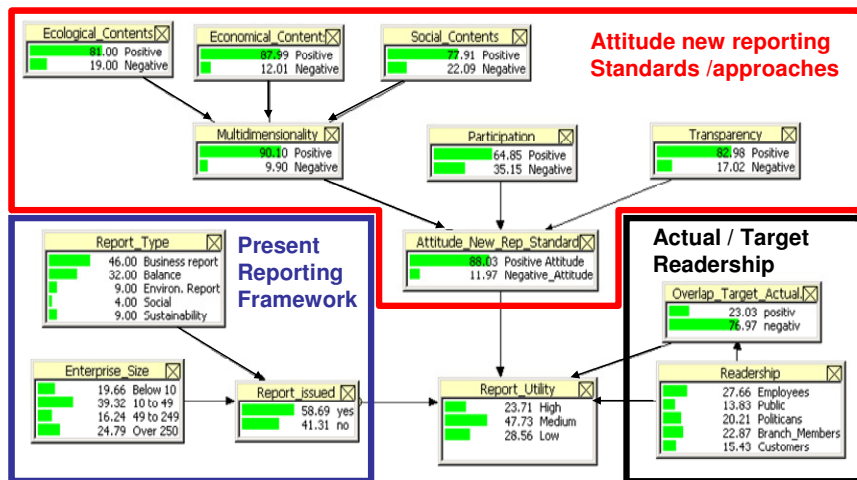 Ecological_Contents
81.00 Positive
19.00 Negative
Economical_Contents
87.99 Positive
12.01 Negative
Social_Contents
77.91 Positive
22.09 Negative
Attitude new reporting
Standards /approaches
Multidimensionality
90.10 Positive
9.90 Negative
Participation
64.85 Positive
35.15 Negative
Transparency
82.98 Positive
17.02 Negative
Attitude_New_Rep_Standard
88.03 Positive Attitude
11.97 Negative_Attitude
Present
Reporting
Framework
Report_Type
46.00 Business report
32.00 Balance
9.00 Environ. Report
4.00 Social
9.00 Sustainability
Enterprise_Size
19.66 Below 10
39.32 10 to 49
16.24 49 to 249
24.79 Over 250
Report_issued
58.69 yes
41.31 no
Report_Utility
23.71 High
47.73 Medium
28.56 Low
Actual / Target
Readership
Overlap_Target_Actual.
23.03 positiv
76.97 negativ
Readership
27.66 Employees
13.83 Public
20.21 Politicans
22.87 Branch_Members
15.43 Customers